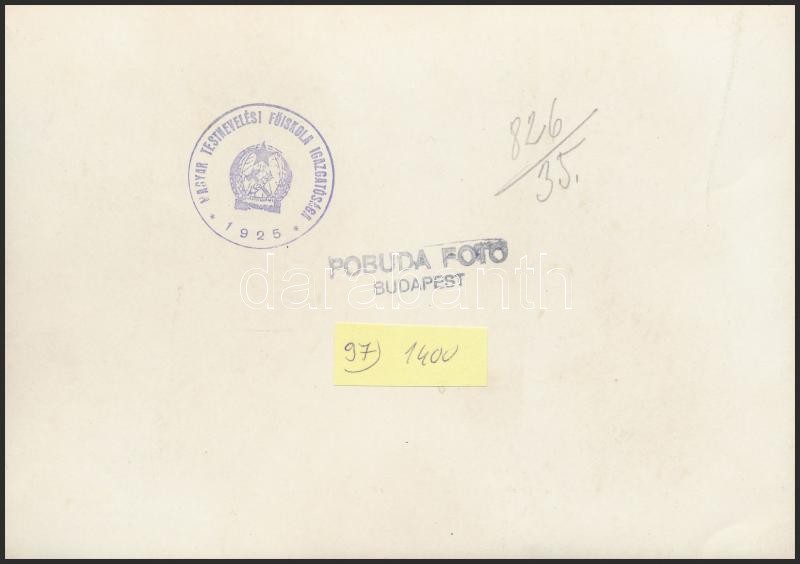 MAGYAR TESTNEVELÉSI FŐISKOLA IGAZGATÓSÁGA
* 1925 *
826/35.
POBUDA FOTO
BUDAPEST
darabanth
97) 1400